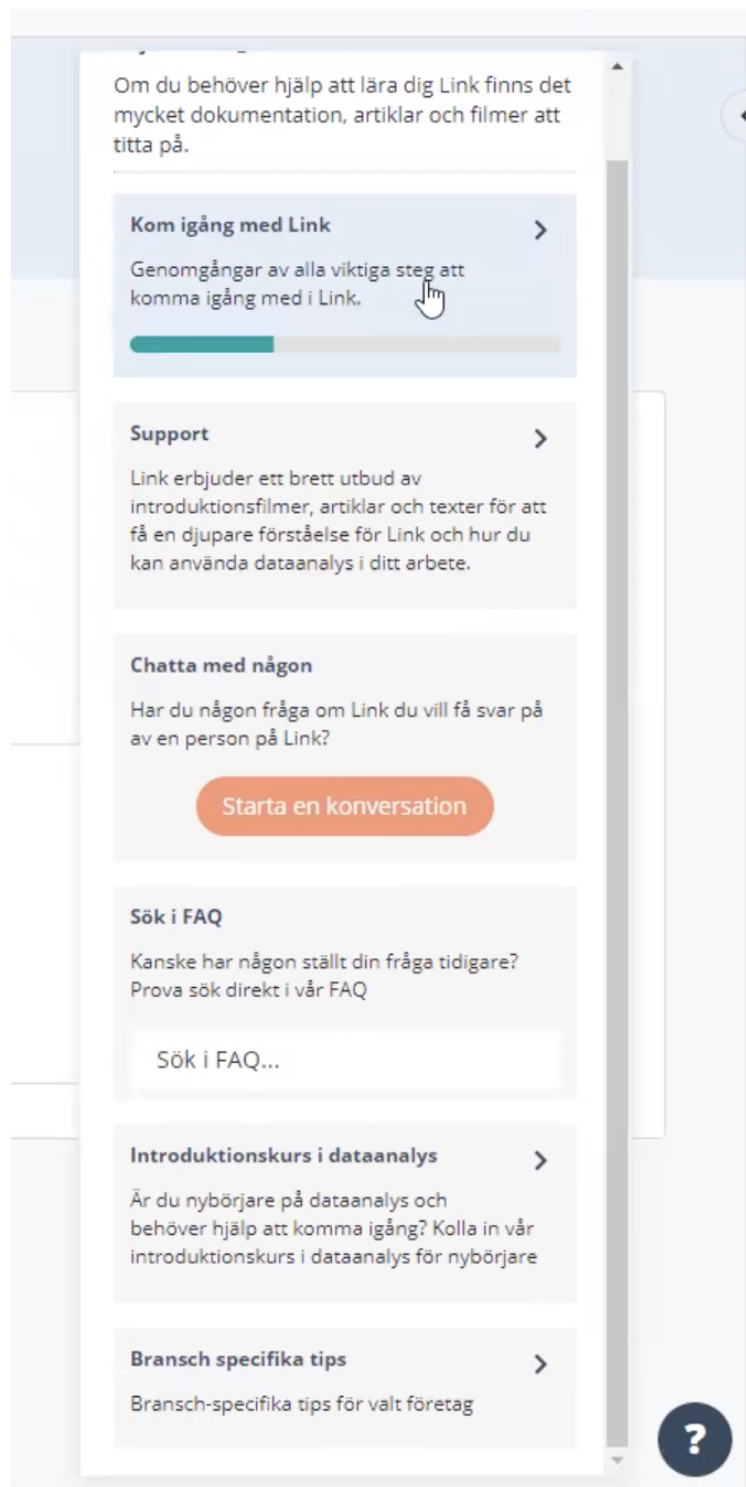 Om du behöver hjälp att lära dig Link finns det
mycket dokumentation, artiklar och filmer att
titta på.
Kom igång med Link
Genomgångar av alla viktiga steg att
komma igång med i Link.
Support
Link erbjuder ett brett utbud av
introduktionsfilmer, artiklar och texter för att
få en djupare förståelse för Link och hur du
kan använda dataanalys i ditt arbete.
Chatta med någon
Har du någon fråga om Link du vill få svar på
av en person på Link?
Starta en konversation
Sök i FAQ
Kanske har någon ställt din fråga tidigare?
Prova sök direkt i vår FAQ
Sök i FAQ...
Introduktionskurs i dataanalys
Är du nybörjare på dataanalys och
behöver hjälp att komma igång? Kolla in vår
introduktionskurs i dataanalys för nybörjare
Bransch specifika tips
Bransch-specifika tips för valt företag
?